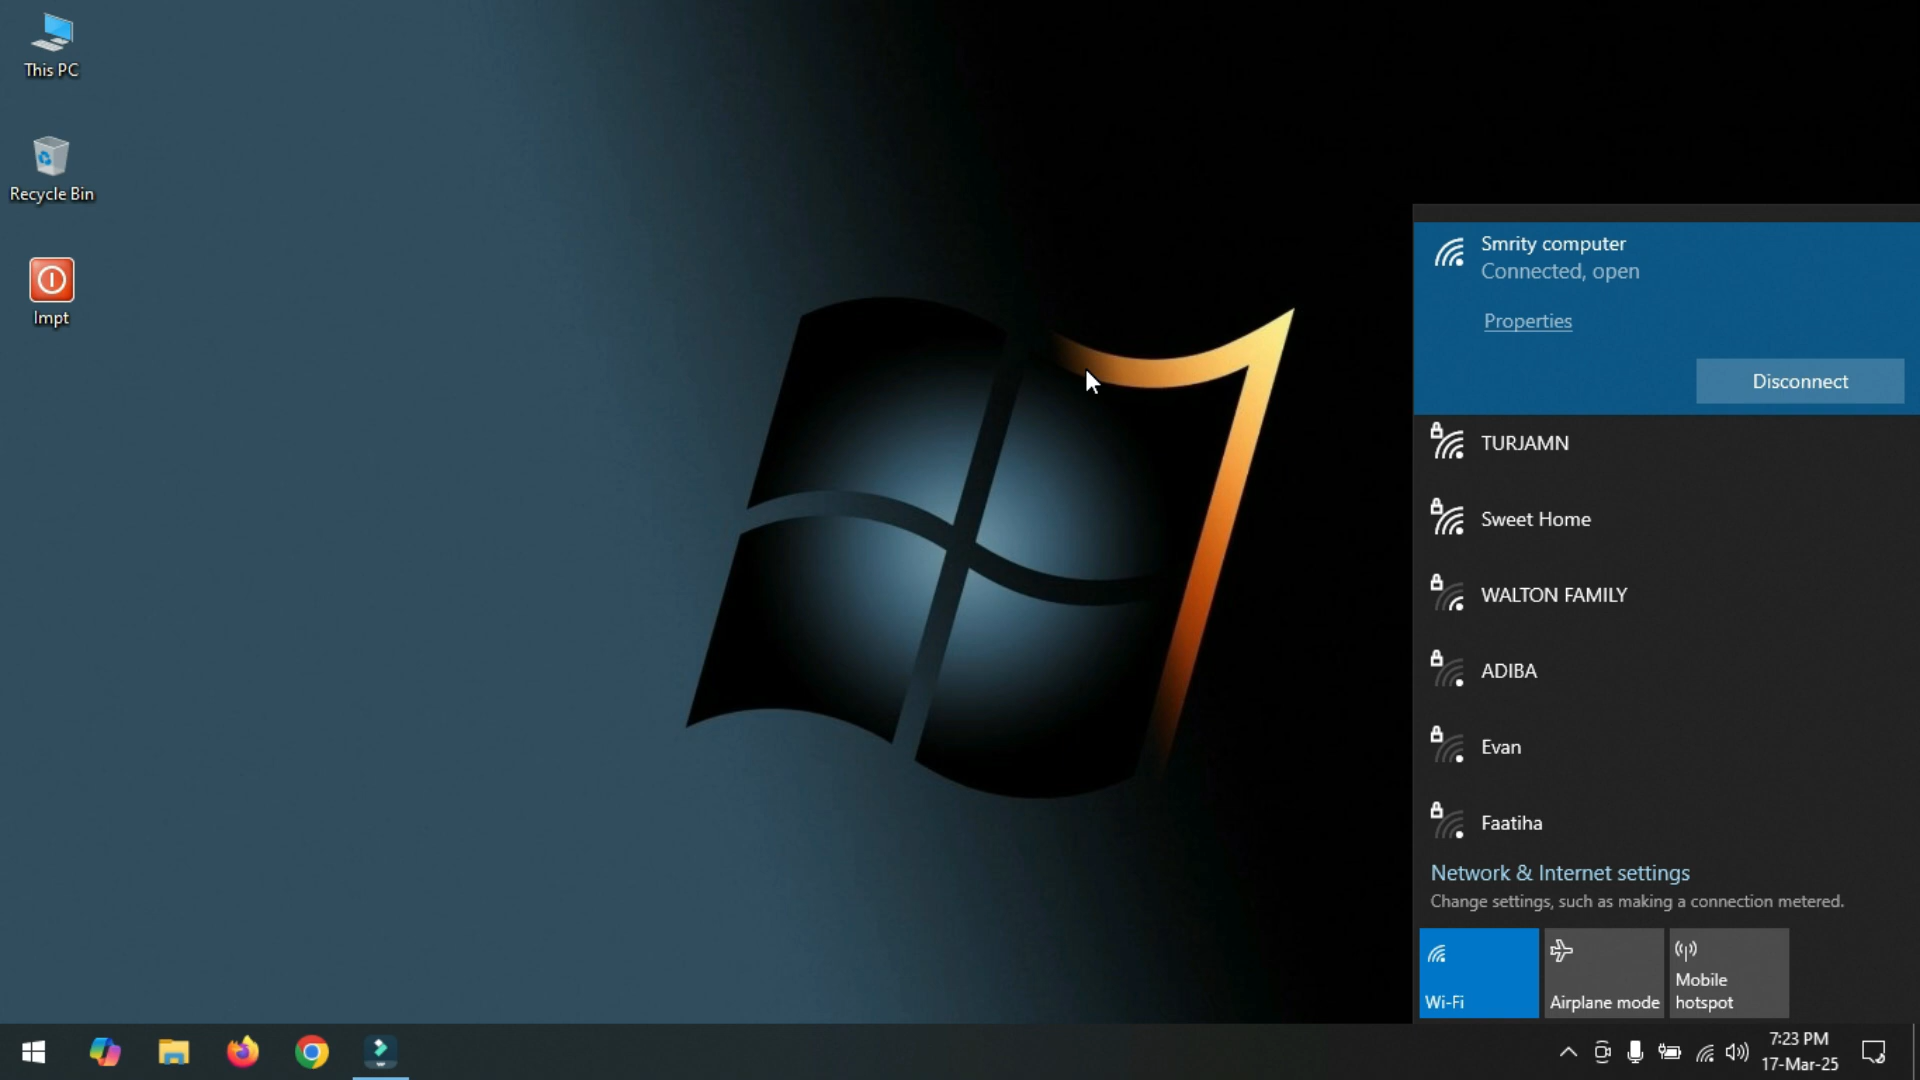 This PC
Recycle Bin
Impt
Smrity computer
Connected, open
Properties
Disconnect
TURJAMN
Sweet Home
WALTON FAMILY
ADIBA
Evan
Faatiha
Network & Internet settings
Change settings, such as making a connection metered.
Wi-Fi
Airplane mode
Mobile
hotspot
7:23 PM
17-Mar-25